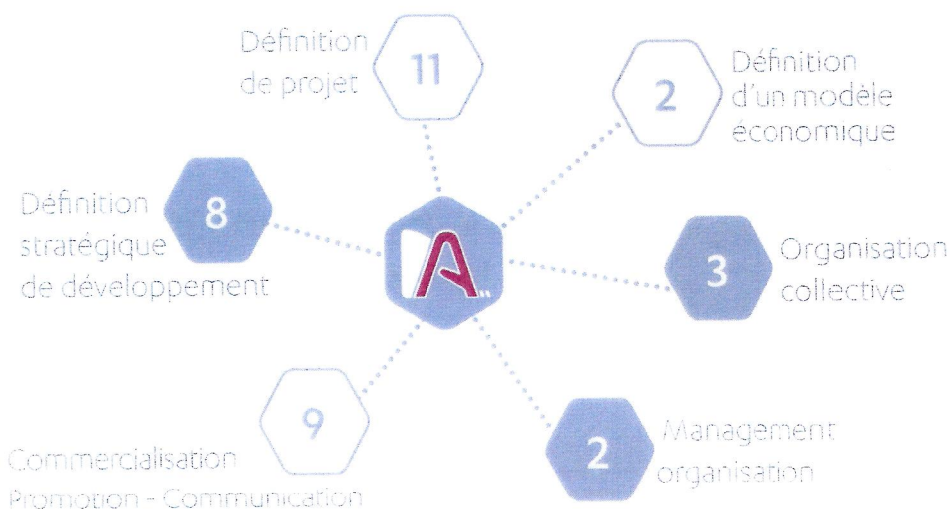 Définition
de projet
11
2
Définition
d'un modèle
économique
Définition
stratégique
de développement
8
3
Organisation
collective
A
9
Commercialisation
Promotion - Communication
2
Management
organisation